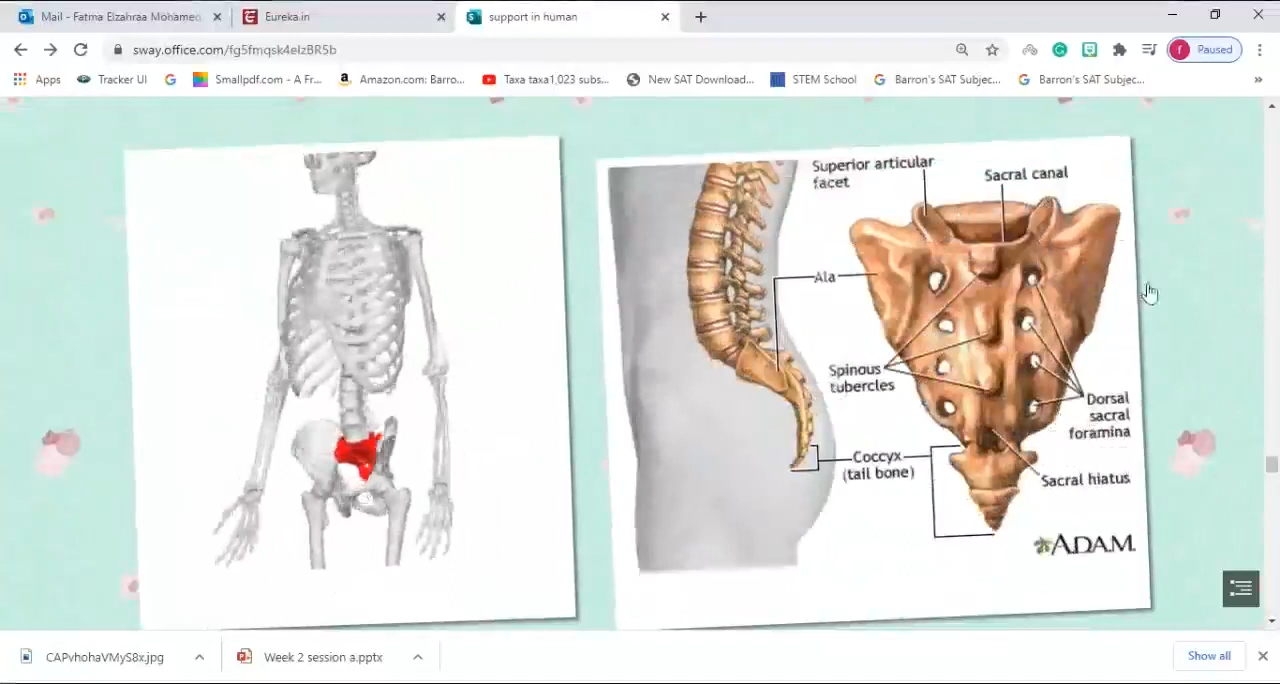 Mail - Fatma Elzahraa Mohamed
Eureka.in
support in human
sway.office.com/fg5fmqsk4elzBR5b
f Paused
Apps
Tracker UI
Smallpdf.com - A Fr...
Amazon.com: Barro...
Taxa taxa1,023 subs...
New SAT Download...
STEM School
Barron's SAT Subjec...
Barron's SAT Subjec...
Superior articular
facet
Sacral canal
Ala
Spinous
tubercles
Dorsal
sacral
foramina
Coccyx
(tail bone)
Sacral hiatus
A.D.A.M.
CAPvhohaVMyS8x.jpg
Week 2 session a.pptx
Show all